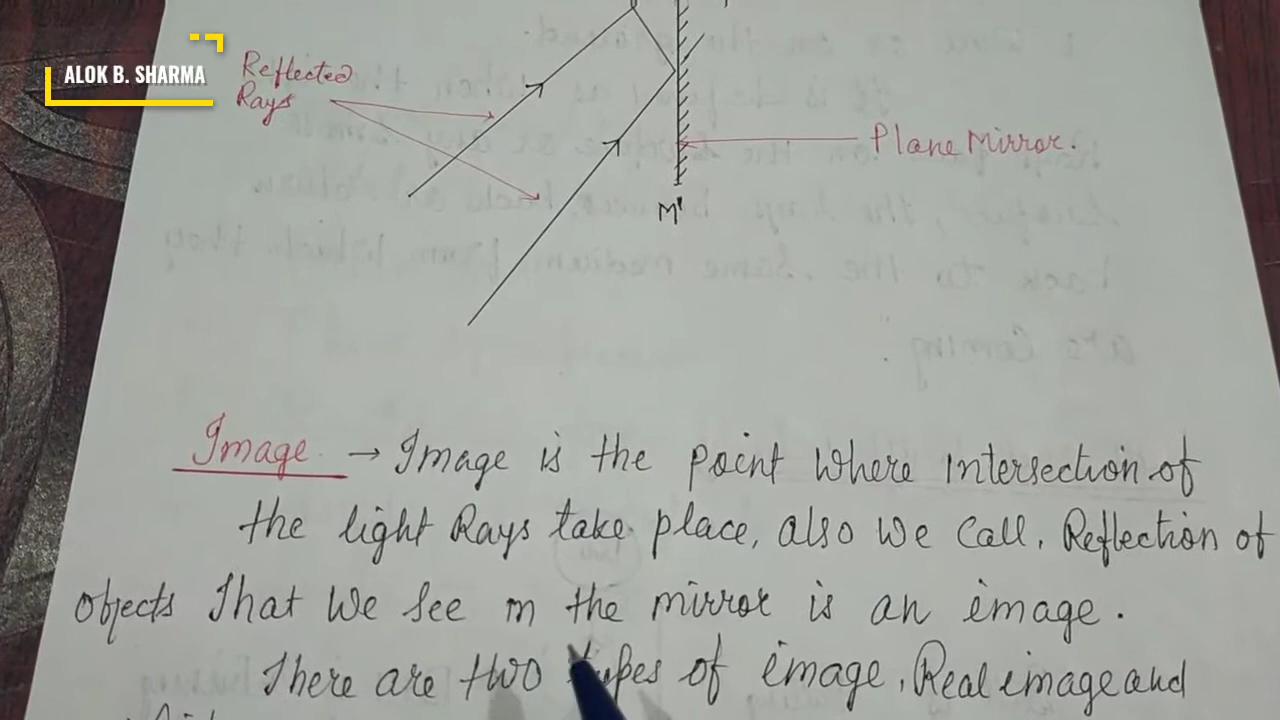 ALOK B. SHARMA
Reflected
Rays
Plane Mirror.
M'
Image → Image is the point where intersection of
the light Rays take place, also we call, Reflection of
objects That we see in the mirror is an image.
There are two types of image, Real image and